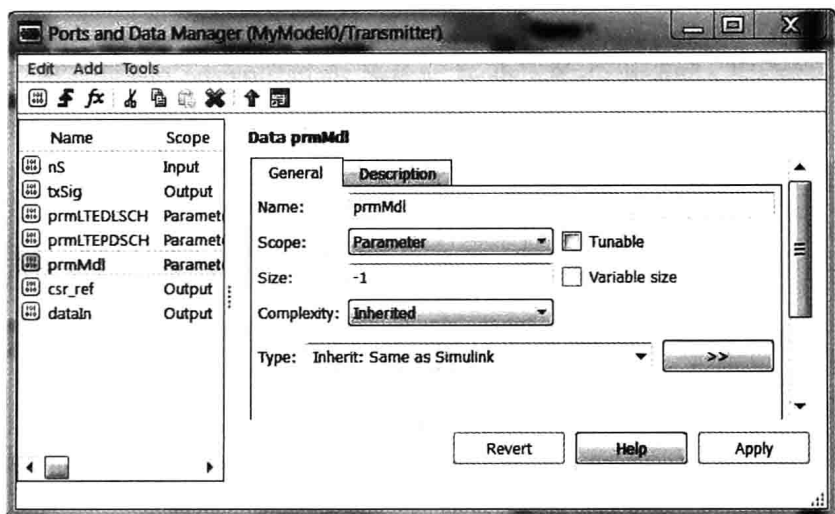 Ports and Data Manager (MyModel0/Transmitter)
Edit Add Tools
fx
Name Scope
nS Input
txSig Output
prmLTEDLSCH Paramet
prmLTEPDSCH Paramet
prmMdl Paramet
csr_ref Output
dataIn Output
Data prmMdl
General Description
Name: prmMdl
Scope: Parameter Tunable
Size: -1 Variable size
Complexity: Inherited
Type: Inherit: Same as Simulink >>
Revert Help Apply